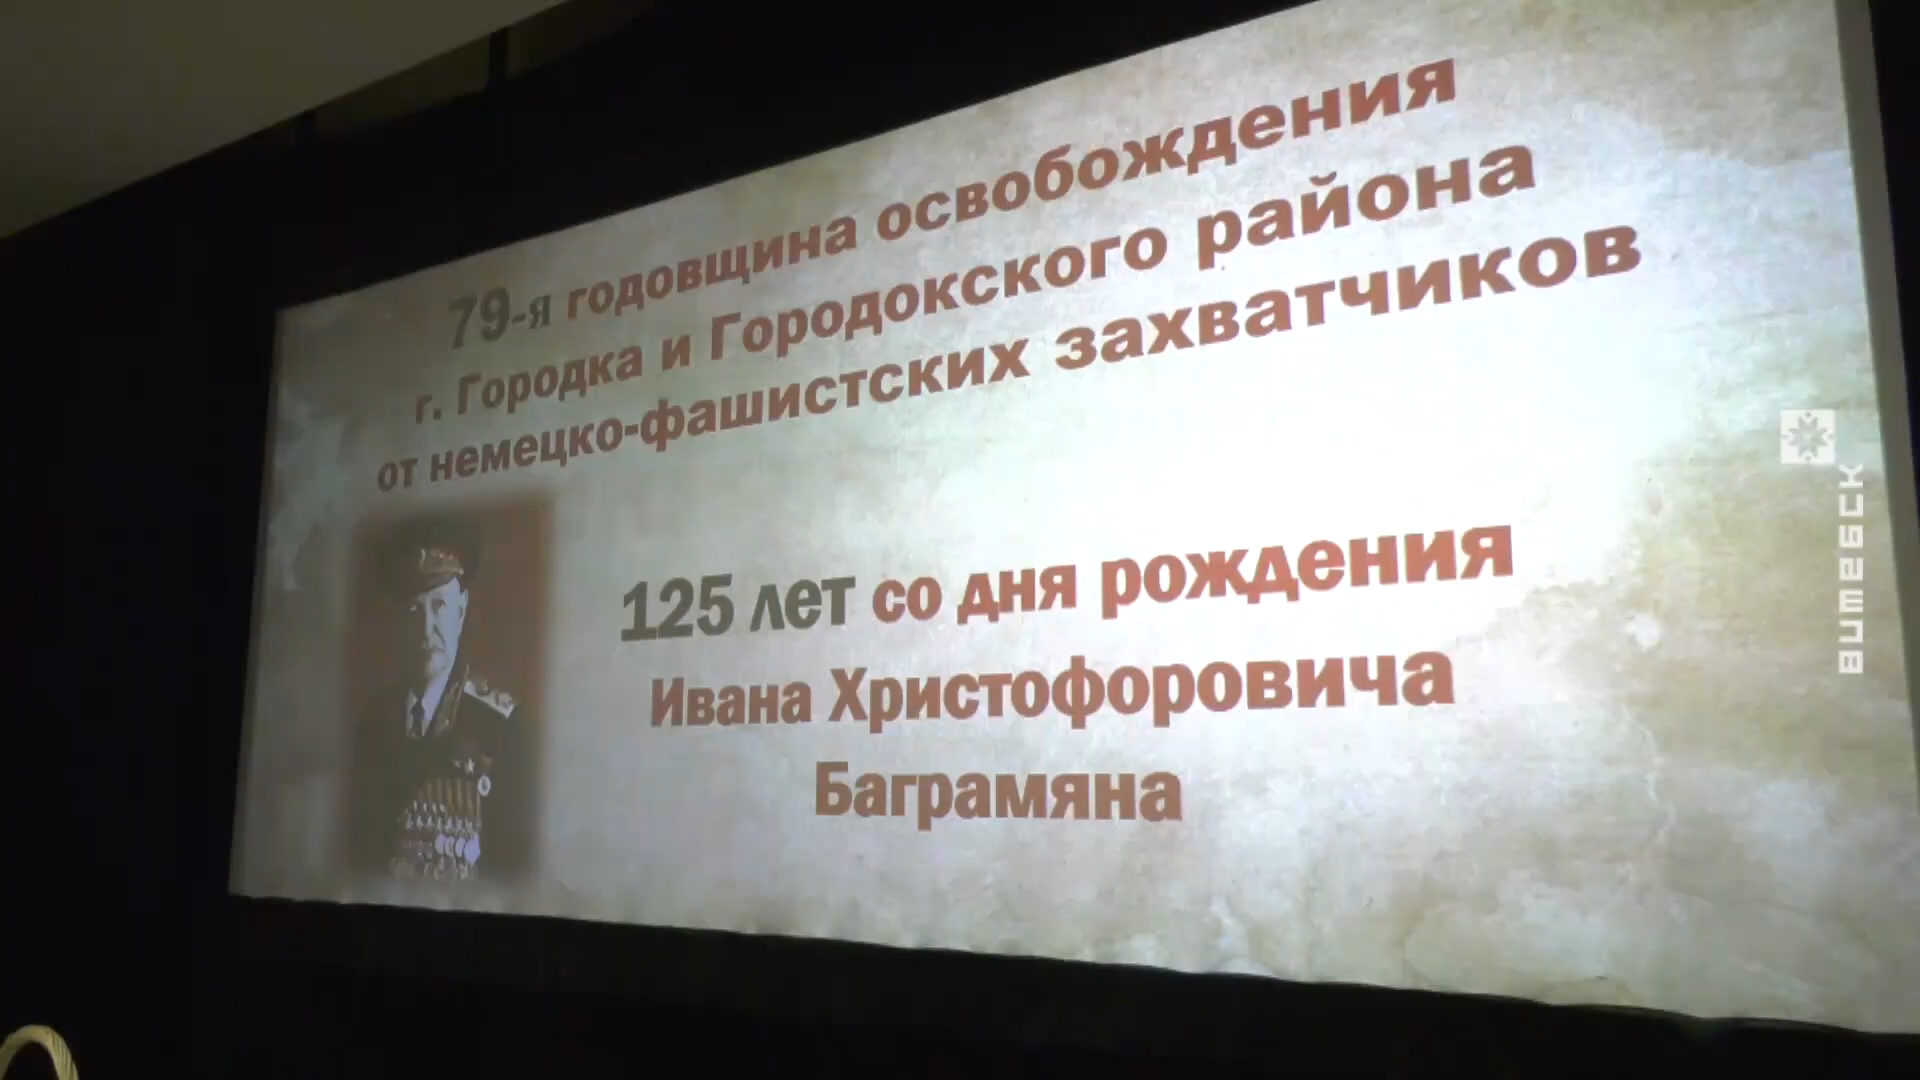 79-я годовщина освобождения
г. Городка и Городокского района
от немецко-фашистских захватчиков
125 лет со дня рождения
Ивана Христофоровича
Баграмяна
Витебск